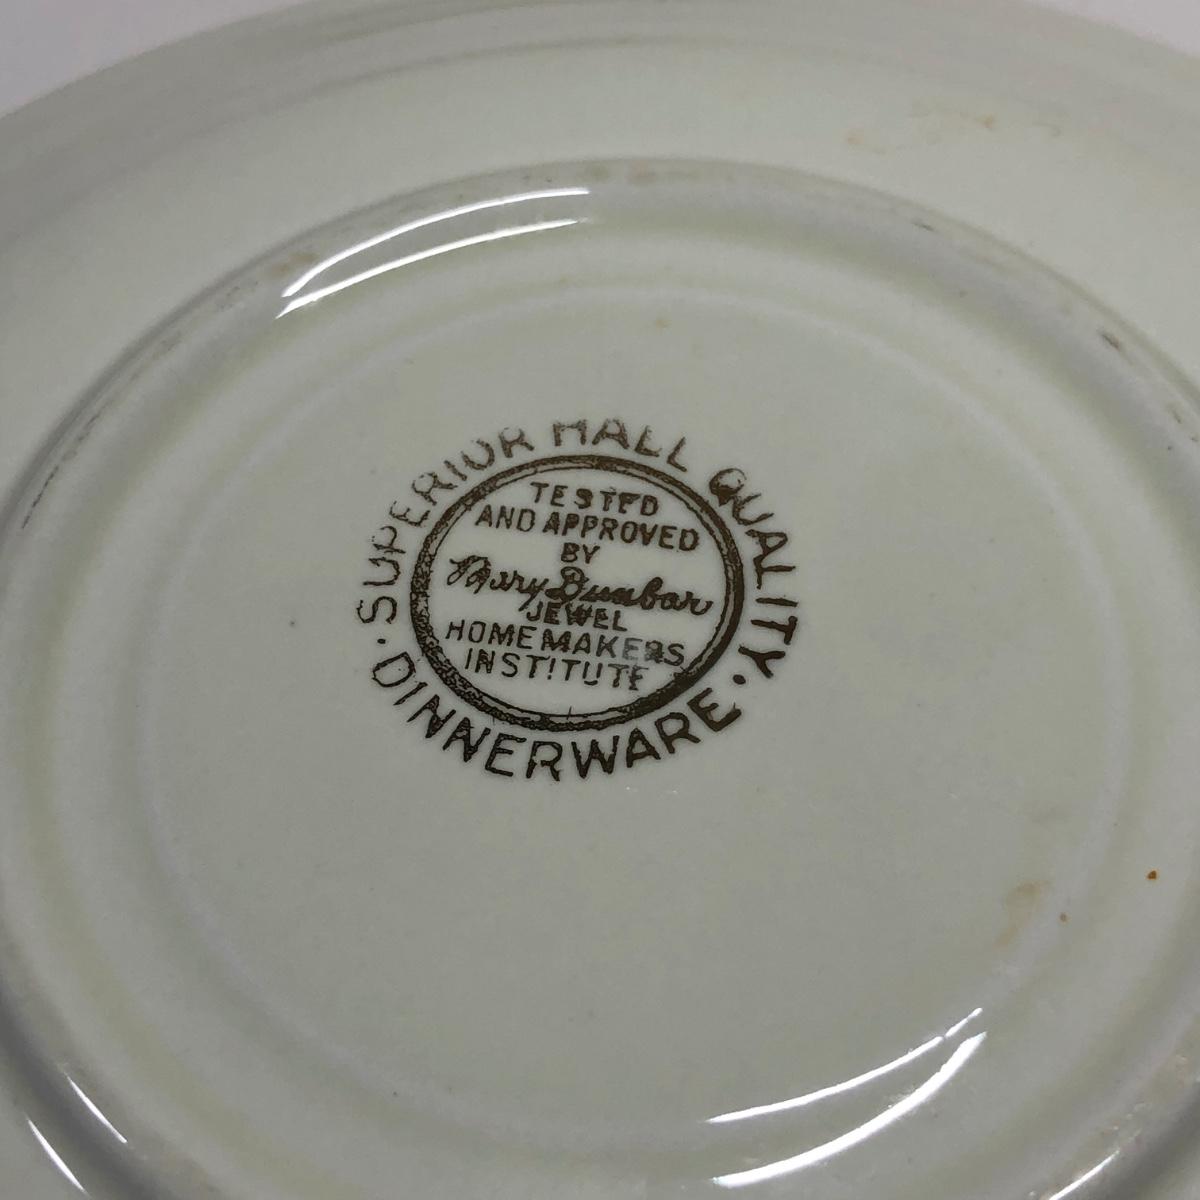 SUPERIOR HALL QUALITY
TESTED
AND APPROVED
BY
Mary Dunbar
JEWEL
HOMEMAKERS
INSTITUTE
· DINNERWARE ·